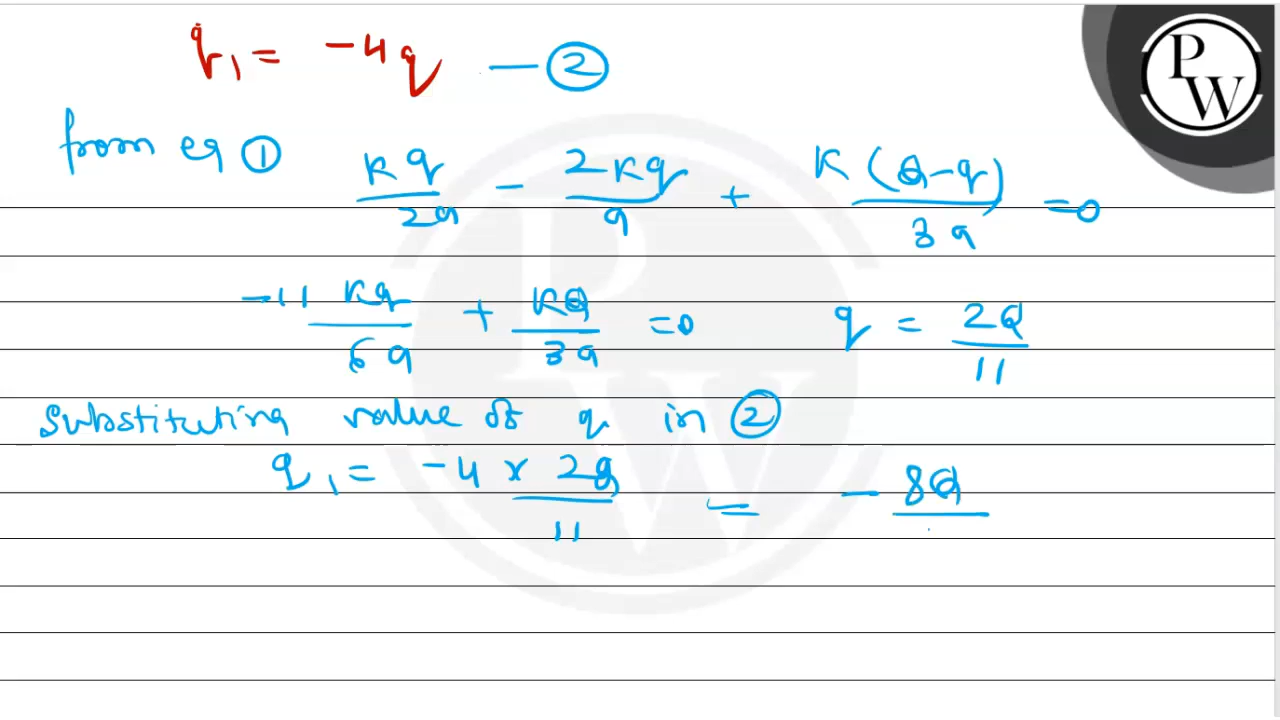 q₁ = -4q — ②
from eq ① kq/2a - 2kq/a + k(Q-q)/3a = 0
-11 kq/6a + kQ/3a = 0 q = 2Q/11
Substituting value of q in ②
q₁ = -4 × 2Q/11 = - 8Q
PW